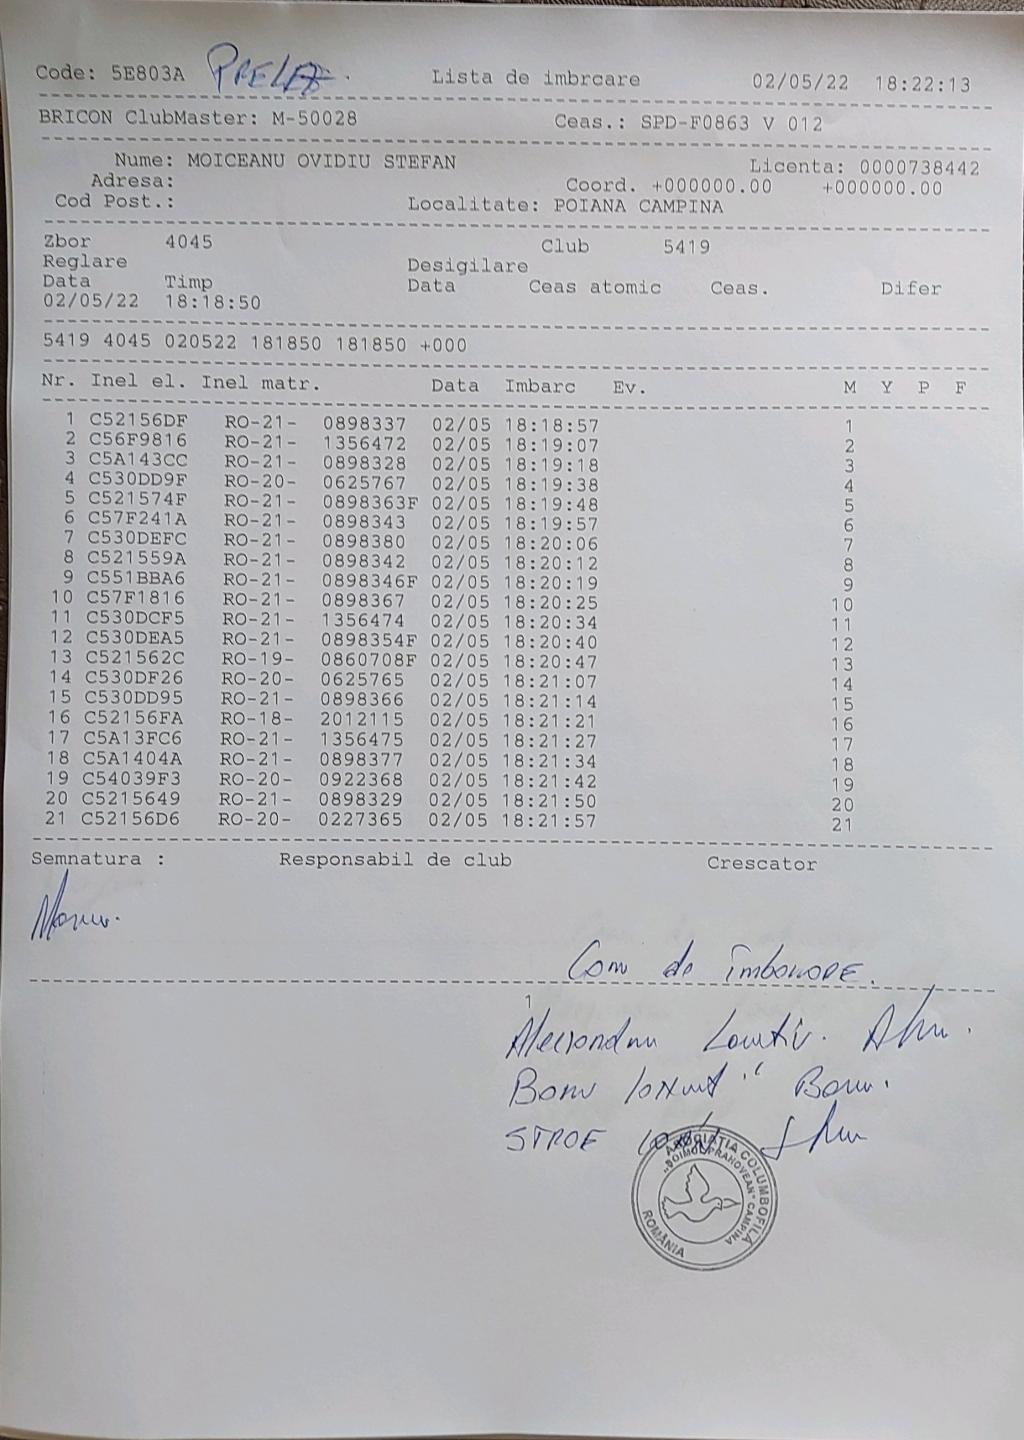 Code: 5E803A Lista de imbrcare 02/05/22 18:22:13
BRICON ClubMaster: M-50028 Ceas.: SPD-F0863 V 012
Nume: MOICEANU OVIDIU STEFAN Licenta: 0000738442
Adresa: Coord. +000000.00 +000000.00
Cod Post.: Localitate: POIANA CAMPINA
Zbor 4045 Club 5419
Reglare Desigilare
Data Timp Data Ceas atomic Ceas. Difer
02/05/22 18:18:50
5419 4045 020522 181850 181850 +000
Nr. Inel el. Inel matr. Data Imbarc Ev. M Y P F
1 C52156DF RO-21- 0898337 02/05 18:18:57 1
2 C56F9816 RO-21- 1356472 02/05 18:19:07 2
3 C5A143CC RO-21- 0898328 02/05 18:19:18 3
4 C530DD9F RO-20- 0625767 02/05 18:19:38 4
5 C521574F RO-21- 0898363F 02/05 18:19:48 5
6 C57F241A RO-21- 0898343 02/05 18:19:57 6
7 C530DEFC RO-21- 0898380 02/05 18:20:06 7
8 C521559A RO-21- 0898342 02/05 18:20:12 8
9 C551BBA6 RO-21- 0898346F 02/05 18:20:19 9
10 C57F1816 RO-21- 0898367 02/05 18:20:25 10
11 C530DCF5 RO-21- 1356474 02/05 18:20:34 11
12 C530DEA5 RO-21- 0898354F 02/05 18:20:40 12
13 C521562C RO-19- 0860708F 02/05 18:20:47 13
14 C530DF26 RO-20- 0625765 02/05 18:21:07 14
15 C530DD95 RO-21- 0898366 02/05 18:21:14 15
16 C52156FA RO-18- 2012115 02/05 18:21:21 16
17 C5A13FC6 RO-21- 1356475 02/05 18:21:27 17
18 C5A1404A RO-21- 0898377 02/05 18:21:34 18
19 C54039F3 RO-20- 0922368 02/05 18:21:42 19
20 C5215649 RO-21- 0898329 02/05 18:21:50 20
21 C52156D6 RO-20- 0227365 02/05 18:21:57 21
Semnatura : Responsabil de club Crescator
Com de
1
STROE
ASOCIATIA COLUMBOFILĂ
„ȘOIMUL PRAHOVEAN" CAMPINA
ROMÂNIA